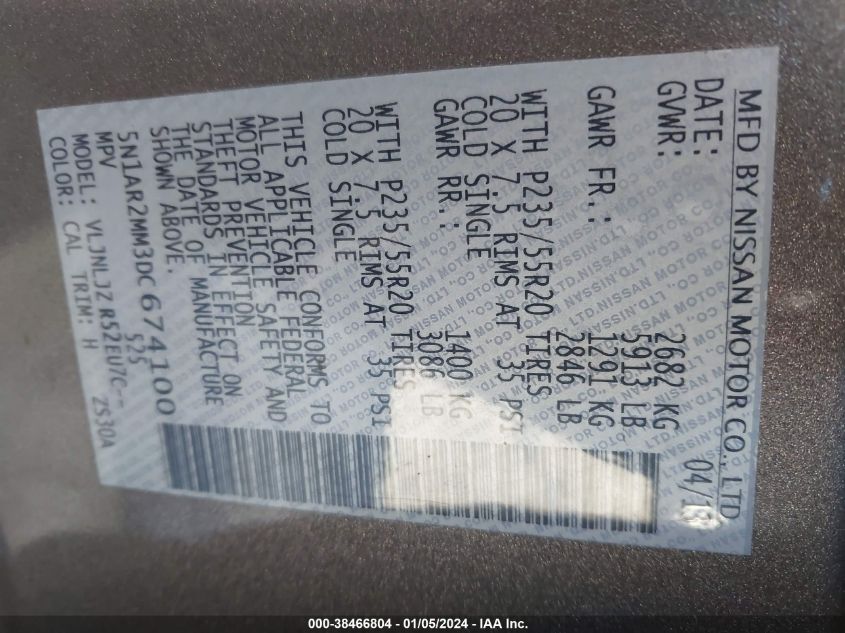 MFD BY NISSAN MOTOR CO., LTD
DATE: 04/13
GVWR: 2682 KG
5913 LB
GAWR FR.: 1291 KG
2846 LB
WITH P235/55R20 TIRES
20 X 7.5 RIMS AT 35 PSI
COLD SINGLE
GAWR RR.: 1400 KG
3086 LB
WITH P235/55R20 TIRES
20 X 7.5 RIMS AT 35 PSI
COLD SINGLE
THIS VEHICLE CONFORMS TO
ALL APPLICABLE FEDERAL
MOTOR VEHICLE SAFETY AND
THEFT PREVENTION
STANDARDS IN EFFECT ON
THE DATE OF MANUFACTURE
SHOWN ABOVE.
5N1AR2MM3DC674100
MPV S25
MODEL: VLJNLJZ R52EU7C--
COLOR: CAL TRIM: H ZS30A
000-38466804 - 01/05/2024 - IAA Inc.